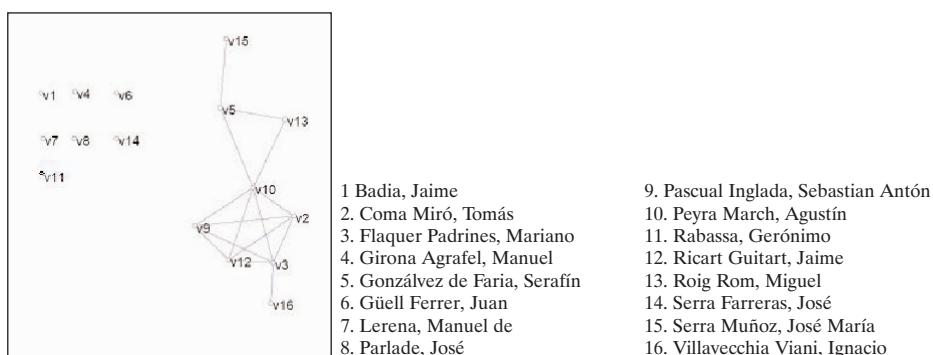 v15
v1 v4 v6
v5
v13
v7 v8 v14
v11
v10
v2
v9
v12 v3
v16
1 Badia, Jaime
2. Coma Miró, Tomás
3. Flaquer Padrines, Mariano
4. Girona Agrafel, Manuel
5. Gonzálvez de Faria, Serafín
6. Güell Ferrer, Juan
7. Lerena, Manuel de
8. Parlade, José
9. Pascual Inglada, Sebastian Antón
10. Peyra March, Agustín
11. Rabassa, Gerónimo
12. Ricart Guitart, Jaime
13. Roig Rom, Miguel
14. Serra Farreras, José
15. Serra Muñoz, José María
16. Villavecchia Viani, Ignacio